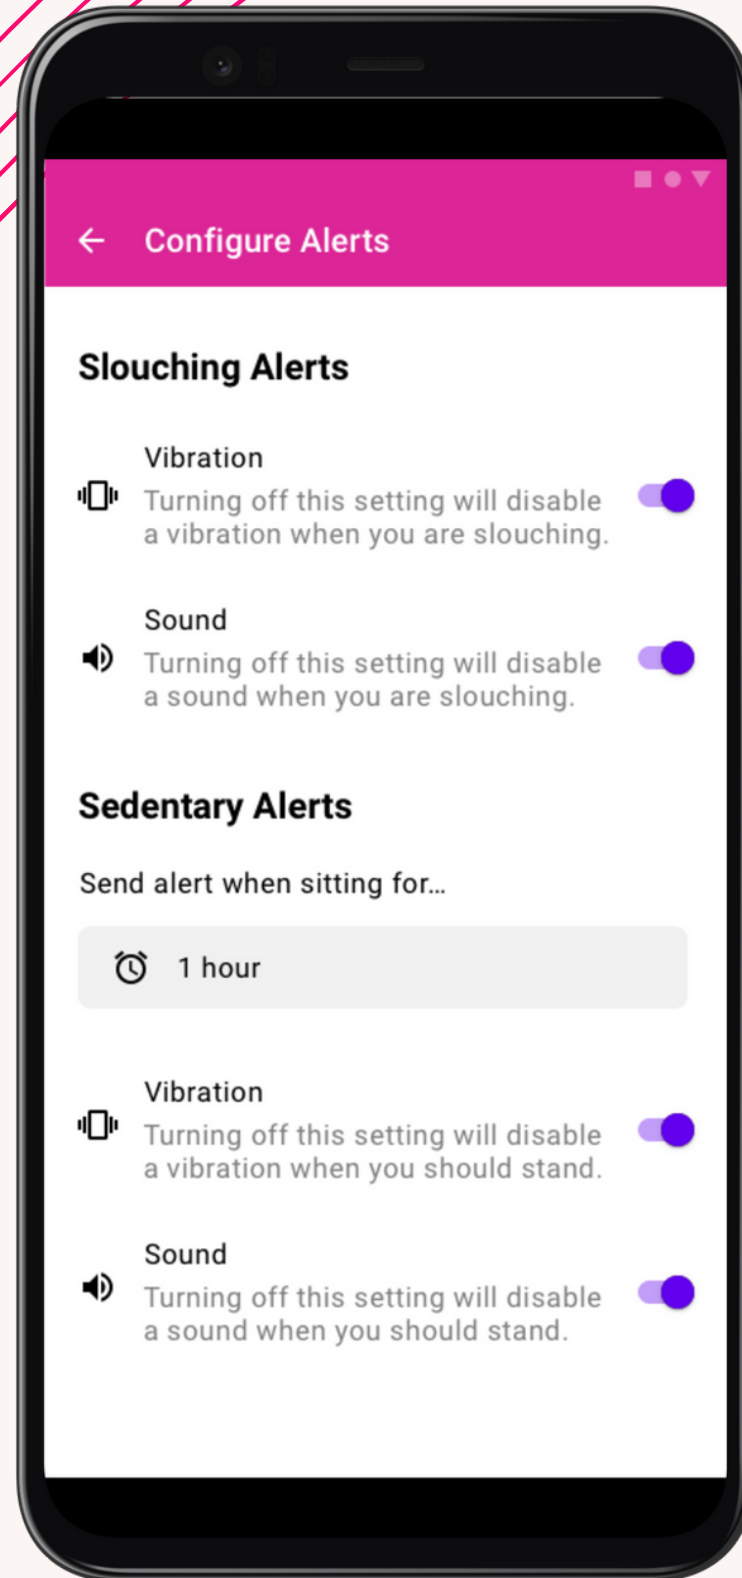 Configure Alerts
Slouching Alerts
Vibration
Turning off this setting will disable
a vibration when you are slouching.
Sound
Turning off this setting will disable
a sound when you are slouching.
Sedentary Alerts
Send alert when sitting for…
1 hour
Vibration
Turning off this setting will disable
a vibration when you should stand.
Sound
Turning off this setting will disable
a sound when you should stand.